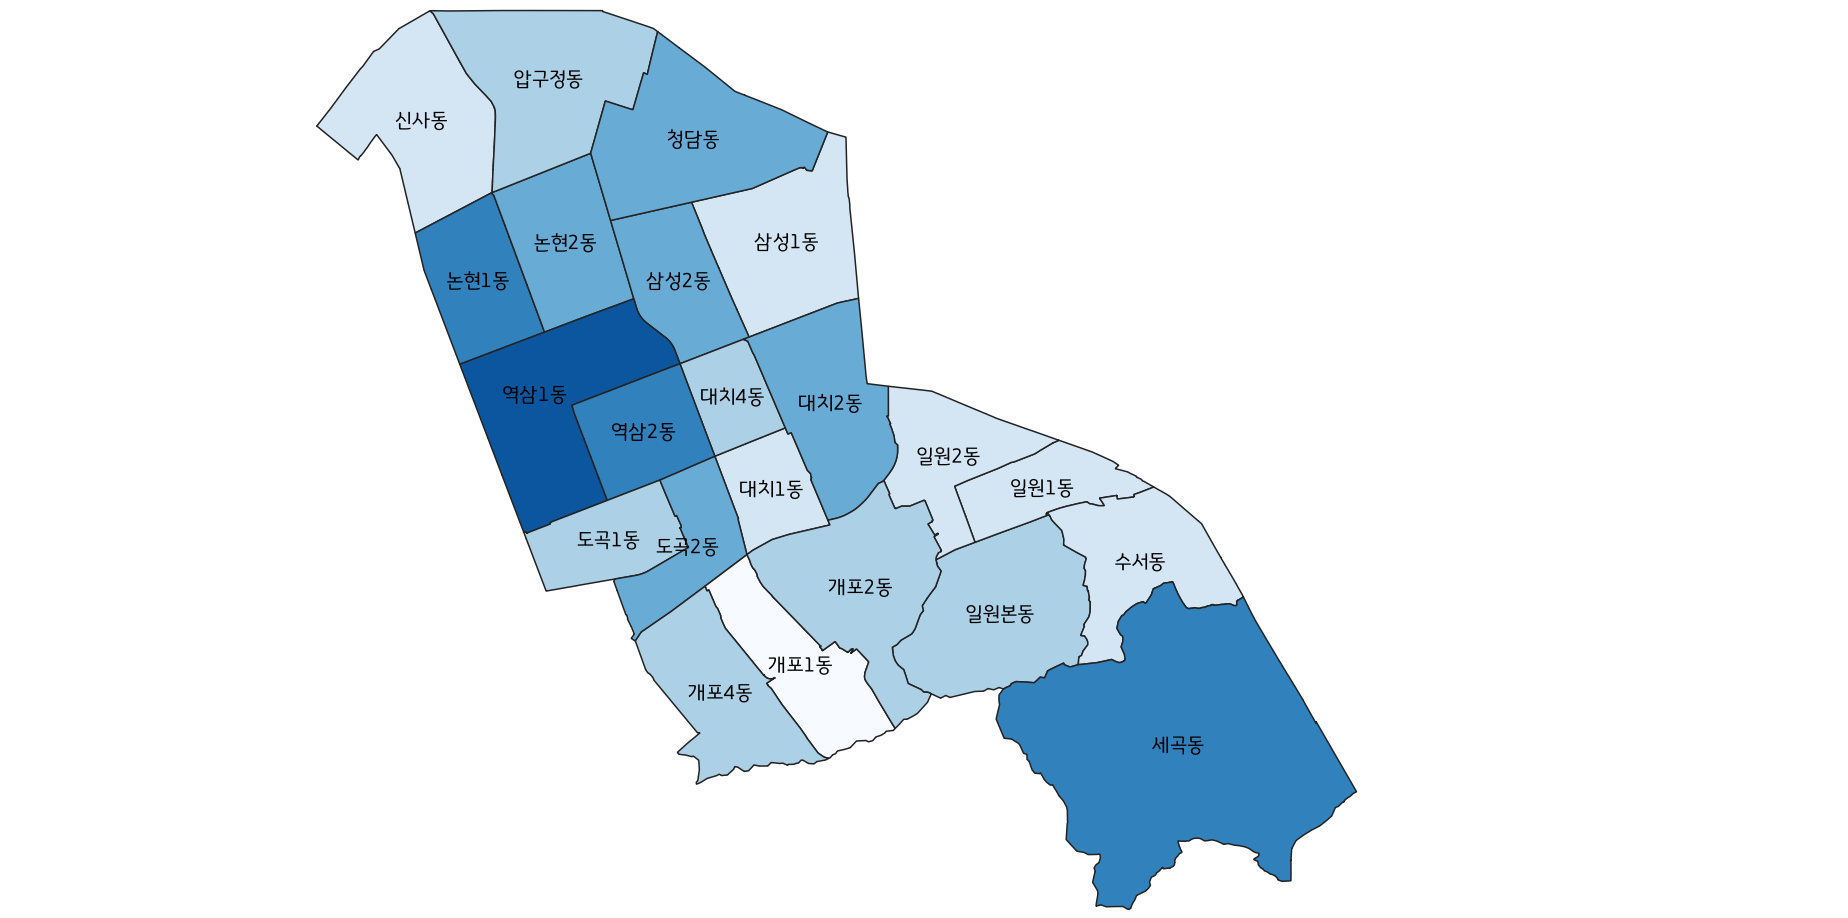 압구정동
신사동
청담동
논현2동
삼성1동
논현1동
삼성2동
역삼1동
대치4동
대치2동
역삼2동
일원2동
대치1동
일원1동
도곡1동
도곡2동
수서동
개포2동
일원본동
개포1동
개포4동
세곡동